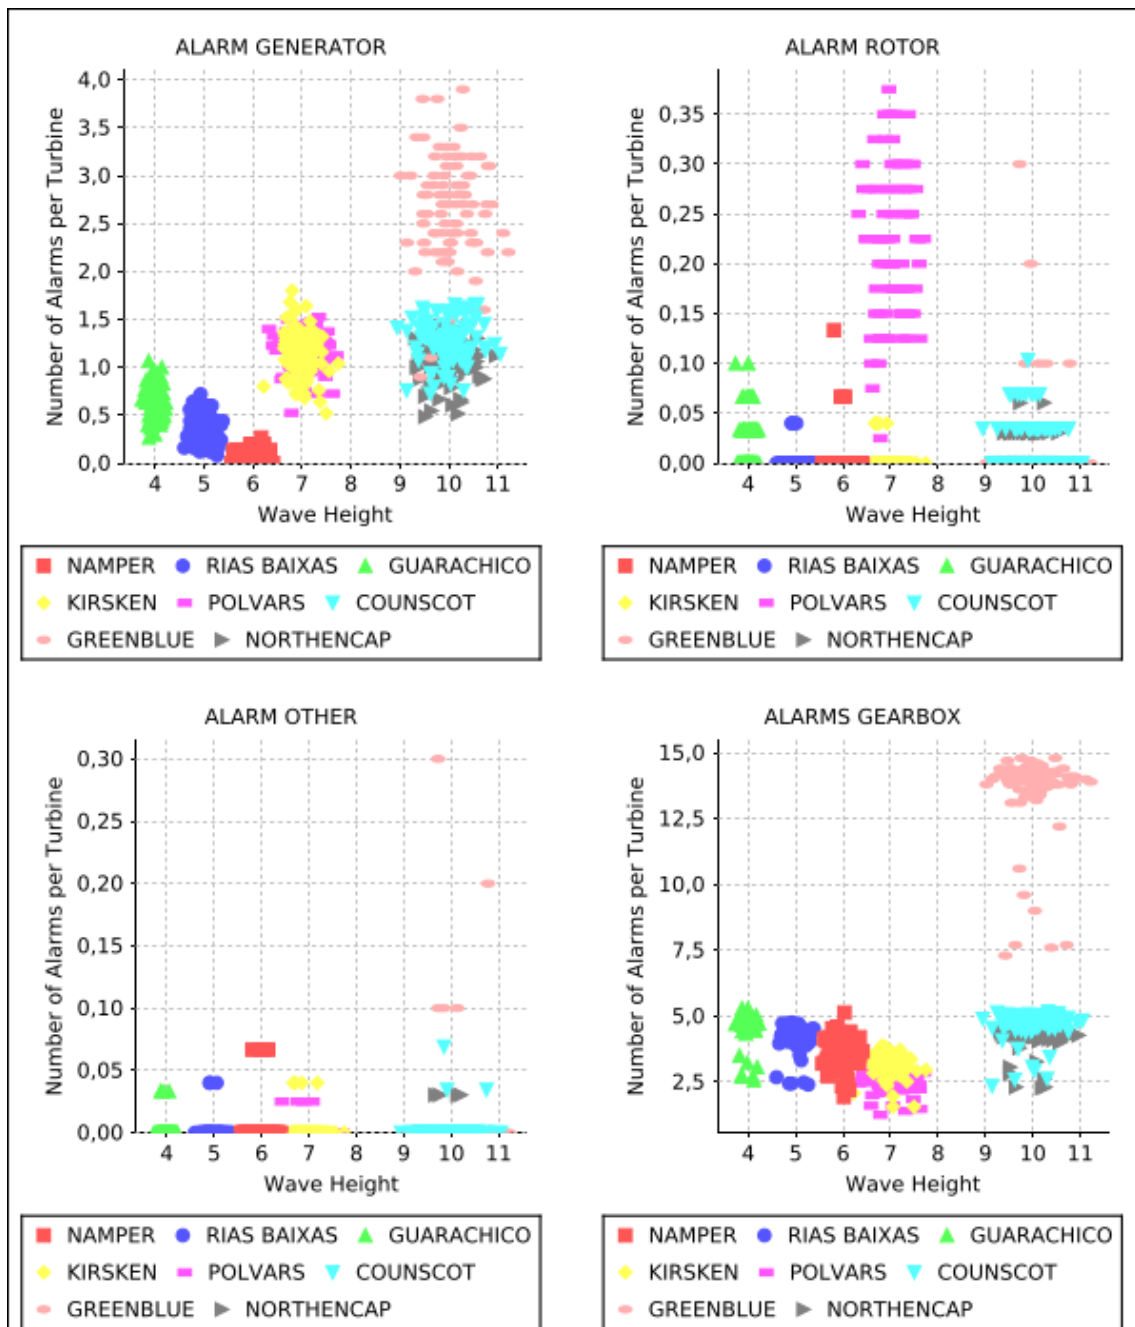 ALARM GENERATOR
Number of Alarms per Turbine
4,0
3,5
3,0
2,5
2,0
1,5
1,0
0,5
0,0
4 5 6 7 8 9 10 11
Wave Height
NAMPER RIAS BAIXAS GUARACHICO
KIRSKEN POLVARS COUNSCOT
GREENBLUE NORTHENCAP
ALARM ROTOR
Number of Alarms per Turbine
0,35
0,30
0,25
0,20
0,15
0,10
0,05
0,00
4 5 6 7 8 9 10 11
Wave Height
NAMPER RIAS BAIXAS GUARACHICO
KIRSKEN POLVARS COUNSCOT
GREENBLUE NORTHENCAP
ALARM OTHER
Number of Alarms per Turbine
0,30
0,25
0,20
0,15
0,10
0,05
0,00
4 5 6 7 8 9 10 11
Wave Height
NAMPER RIAS BAIXAS GUARACHICO
KIRSKEN POLVARS COUNSCOT
GREENBLUE NORTHENCAP
ALARMS GEARBOX
Number of Alarms per Turbine
15,0
12,5
10,0
7,5
5,0
2,5
4 5 6 7 8 9 10 11
Wave Height
NAMPER RIAS BAIXAS GUARACHICO
KIRSKEN POLVARS COUNSCOT
GREENBLUE NORTHENCAP